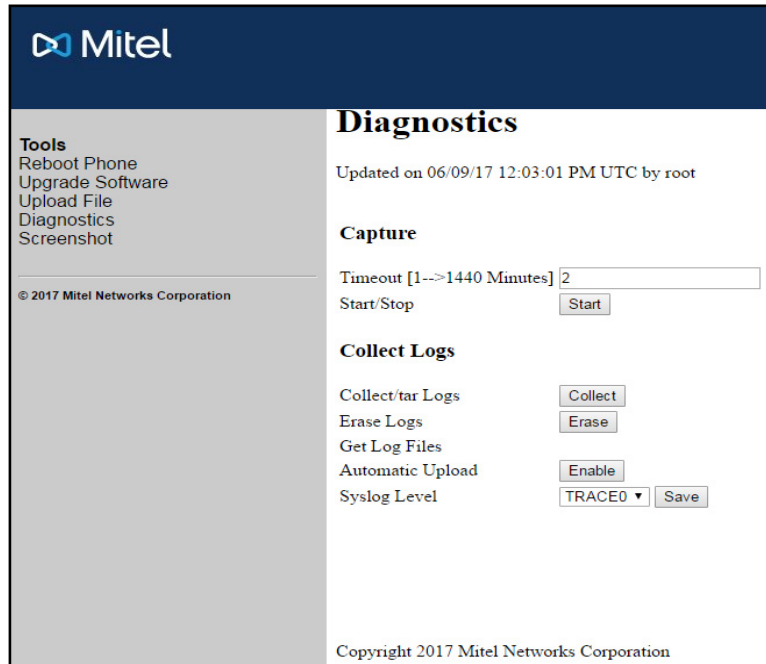 Mitel
Tools
Reboot Phone
Upgrade Software
Upload File
Diagnostics
Screenshot
© 2017 Mitel Networks Corporation
Diagnostics
Updated on 06/09/17 12:03:01 PM UTC by root
Capture
Timeout [1-->1440 Minutes] 2
Start/Stop Start
Collect Logs
Collect/tar Logs Collect
Erase Logs Erase
Get Log Files
Automatic Upload Enable
Syslog Level TRACE0 Save
Copyright 2017 Mitel Networks Corporation